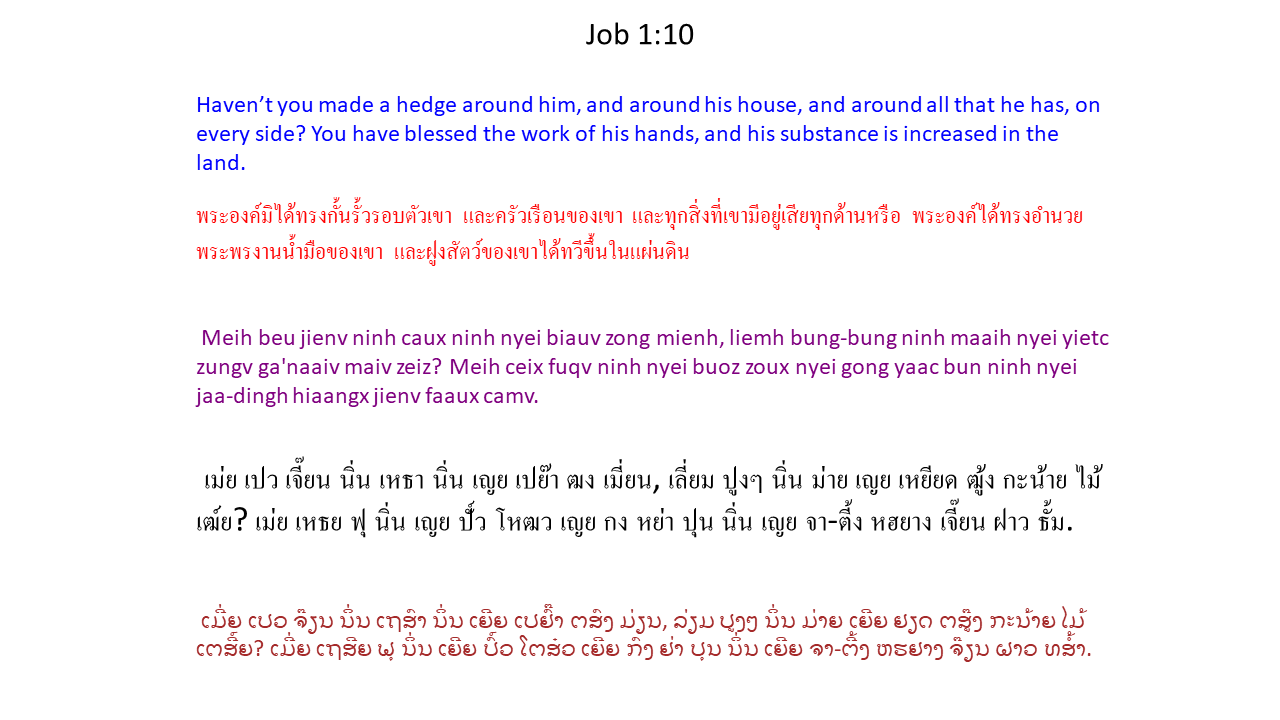 Job 1:10
Haven’t you made a hedge around him, and around his house, and around all that he has, on
every side? You have blessed the work of his hands, and his substance is increased in the
land.
พระองค์มิได้ทรงกั้นรั้วรอบตัวเขา และครัวเรือนของเขา และทุกสิ่งที่เขามีอยู่เสียทุกด้านหรือ พระองค์ได้ทรงอำนวย
พระพรงานน้ำมือของเขา และฝูงสัตว์ของเขาได้ทวีขึ้นในแผ่นดิน
Meih beu jienv ninh caux ninh nyei biauv zong mienh, liemh bung-bung ninh maaih nyei yietc
zungv ga'naaiv maiv zeiz? Meih ceix fuqv ninh nyei buoz zoux nyei gong yaac bun ninh nyei
jaa-dingh hiaangx jienv faaux camv.
เม่ย เปว เจี๊ยน นิ่น เหธา นิ่น เญย เปย๊า ฒง เมี่ยน, เลี่ยม ปูงๆ นิ่น ม่าย เญย เหยียด ฒู้ง กะน้าย ไม้
เฒ์ย? เม่ย เหธย ฟุ นิ่น เญย ปั์ว โหฒว เญย กง หย่า ปุน นิ่น เญย จา-ตี้ง หฮยาง เจี๊ยน ฝาว ธั้ม.
ເມີ່ຍ ເປວ ຈ໊ຽນ ນິ່ນ ເຖສົາ ນິ່ນ ເຍີຍ ເປຢົ໊າ ຕສົງ ມ່ຽນ, ລ່ຽມ ປູງໆ ນິ່ນ ມ່າຍ ເຍີຍ ຢຽດ ຕສູ໊ງ ກະນ້າຍ ໄມ້
ເຕສີ໌ຍ? ເມີ່ຍ ເຖສີຍ ຟຸ ນິ່ນ ເຍີຍ ປົ໌ວ ໂຕສ໋ວ ເຍີຍ ກົງ ຢ່າ ປຸນ ນິ່ນ ເຍີຍ ຈາ-ຕີ້ງ ຫຮຢາງ ຈ໊ຽນ ຝາວ ທສ້ຳ.